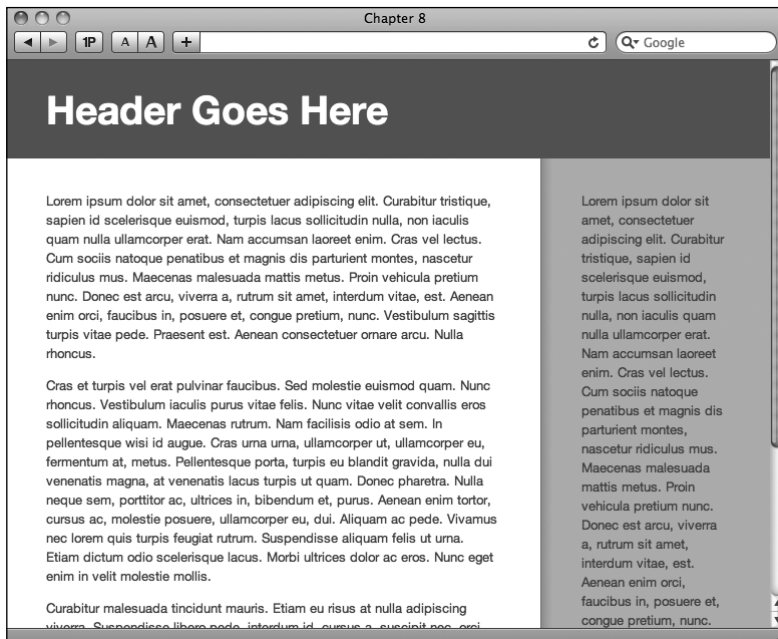 Chapter 8
1P
A A
+
Google
Header Goes Here
Lorem ipsum dolor sit amet, consectetuer adipiscing elit. Curabitur tristique,
sapien id scelerisque euismod, turpis lacus sollicitudin nulla, non iaculis
quam nulla ullamcorper erat. Nam accumsan laoreet enim. Cras vel lectus.
Cum sociis natoque penatibus et magnis dis parturient montes, nascetur
ridiculus mus. Maecenas malesuada mattis metus. Proin vehicula pretium
nunc. Donec est arcu, viverra a, rutrum sit amet, interdum vitae, est. Aenean
enim orci, faucibus in, posuere et, congue pretium, nunc. Vestibulum sagittis
turpis vitae pede. Praesent est. Aenean consectetuer ornare arcu. Nulla
rhoncus.
Cras et turpis vel erat pulvinar faucibus. Sed molestie euismod quam. Nunc
rhoncus. Vestibulum iaculis purus vitae felis. Nunc vitae velit convallis eros
sollicitudin aliquam. Maecenas rutrum. Nam facilisis odio at sem. In
pellentesque wisi id augue. Cras urna urna, ullamcorper ut, ullamcorper eu,
fermentum at, metus. Pellentesque porta, turpis eu blandit gravida, nulla dui
venenatis magna, at venenatis lacus turpis ut quam. Donec pharetra. Nulla
neque sem, porttitor ac, ultrices in, bibendum et, purus. Aenean enim tortor,
cursus ac, molestie posuere, ullamcorper eu, dui. Aliquam ac pede. Vivamus
nec lorem quis turpis feugiat rutrum. Suspendisse aliquam felis ut urna.
Etiam dictum odio scelerisque lacus. Morbi ultrices dolor ac eros. Nunc eget
enim in velit molestie mollis.
Curabitur malesuada tincidunt mauris. Etiam eu risus at nulla adipiscing
viverra. Suspendisse libero pede, interdum id, cursus a, suscipit nec, orci.
Lorem ipsum dolor sit
amet, consectetuer
adipiscing elit. Curabitur
tristique, sapien id
scelerisque euismod,
turpis lacus sollicitudin
nulla, non iaculis quam
nulla ullamcorper erat.
Nam accumsan laoreet
enim. Cras vel lectus.
Cum sociis natoque
penatibus et magnis dis
parturient montes,
nascetur ridiculus mus.
Maecenas malesuada
mattis metus. Proin
vehicula pretium nunc.
Donec est arcu, viverra
a, rutrum sit amet,
interdum vitae, est.
Aenean enim orci,
faucibus in, posuere et,
congue pretium, nunc.